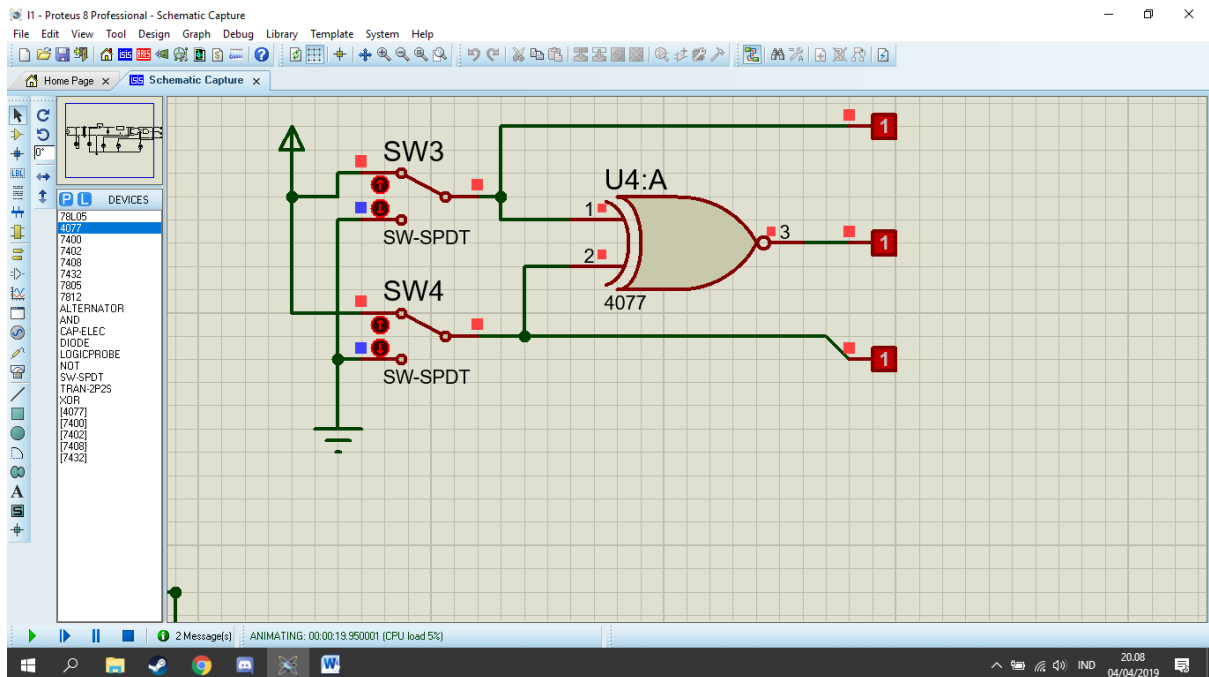 I1 - Proteus 8 Professional - Schematic Capture
File Edit View Tool Design Graph Debug Library Template System Help
Home Page
Schematic Capture
P L DEVICES
78L05
4077
7400
7402
7408
7432
7805
7812
ALTERNATOR
AND
CAP-ELEC
DIODE
LOGICPROBE
NOT
SW-SPDT
TRAN-2P2S
XOR
[4077]
[7400]
[7402]
[7408]
[7432]
0°
LBL
A
S
SW3
SW-SPDT
SW4
SW-SPDT
U4:A
1
2
3
4077
1
1
1
2 Message(s)
ANIMATING: 00:00:19.950001 (CPU load 5%)
IND
20.08
04/04/2019